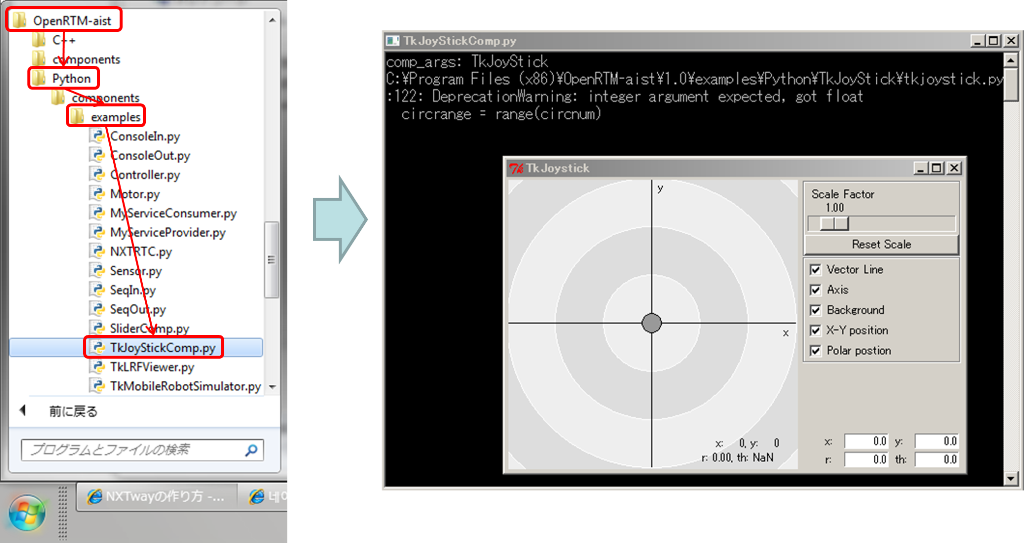 OpenRTM-aist
C++
components
Python
components
examples
ConsoleIn.py
ConsoleOut.py
Controller.py
Motor.py
MyServiceConsumer.py
MyServiceProvider.py
NXTRTC.py
Sensor.py
SeqIn.py
SeqOut.py
SliderComp.py
TkJoyStickComp.py
TkLRFViewer.py
TkMobileRobotSimulator.py
前に戻る
プログラムとファイルの検索
NXTwayの作り方 -...
네이
TkJoyStickComp.py
comp_args: TkJoyStick
C:¥Program Files (x86)¥OpenRTM-aist¥1.0¥examples¥Python¥TkJoyStick¥tkjoystick.py
:122: DeprecationWarning: integer argument expected, got float
circrange = range(circnum)
TkJoystick
y
x
x: 0, y: 0
r: 0.00, th: NaN
Scale Factor
1.00
Reset Scale
Vector Line
Axis
Background
X-Y position
Polar postion
x: 0.0 y: 0.0
r: 0.0 th: 0.0